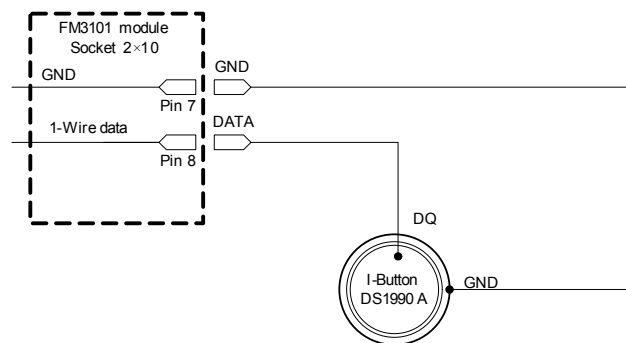 FM3101 module
Socket 2×10
GND
GND
Pin 7
1-Wire data
DATA
Pin 8
DQ
I-Button
DS1990 A
GND